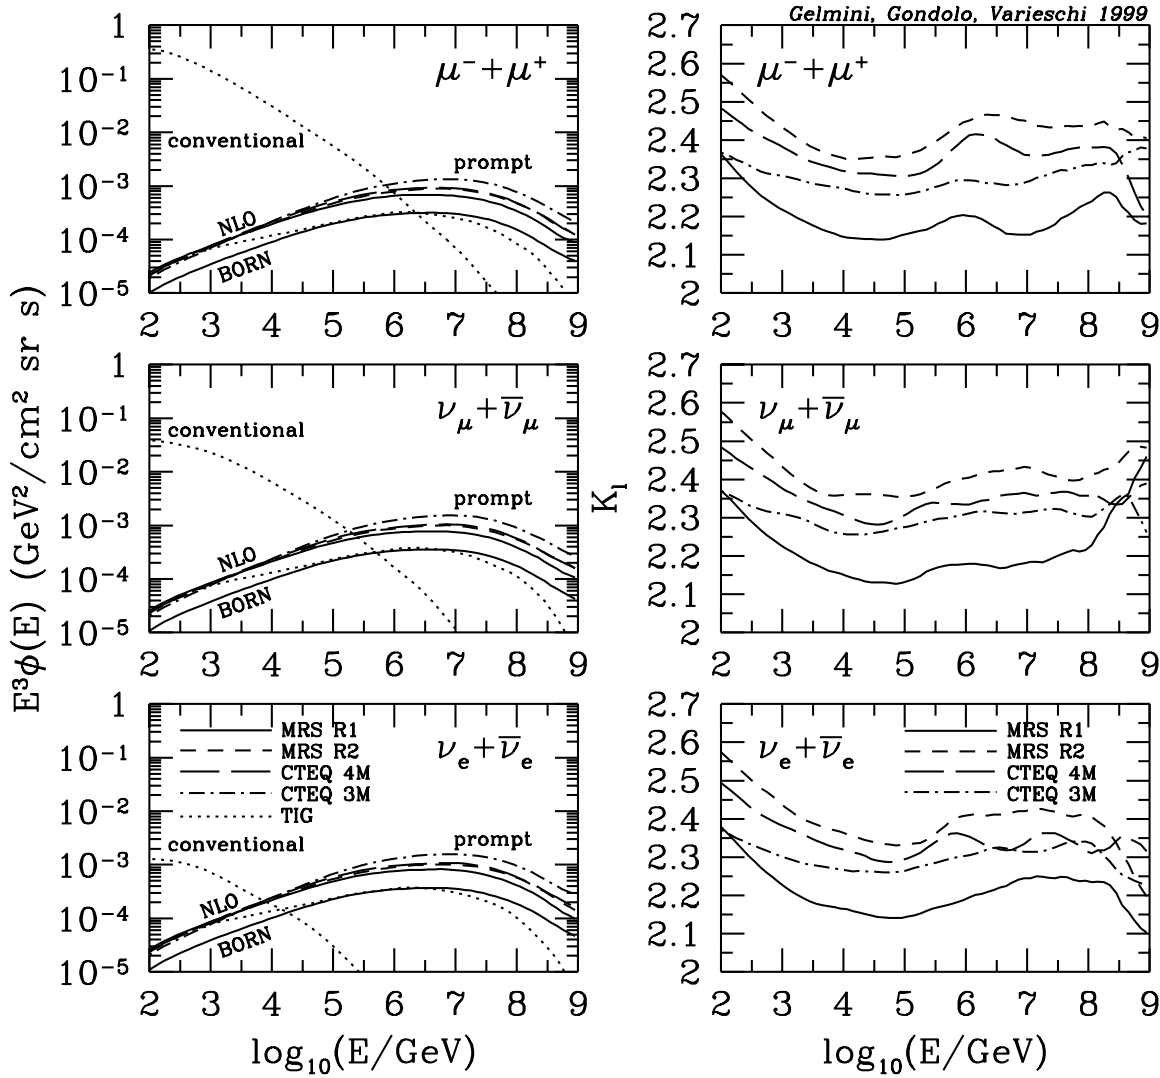 Gelmini, Gondolo, Varieschi 1999
E³ϕ(E) (GeV²/cm² sr s)
1
10⁻¹
10⁻²
10⁻³
10⁻⁴
10⁻⁵
μ⁻+μ⁺
conventional
prompt
NLO
BORN
2 3 4 5 6 7 8 9
K_l
2.7
2.6
2.5
2.4
2.3
2.2
2.1
2
μ⁻+μ⁺
2 3 4 5 6 7 8 9
1
10⁻¹
10⁻²
10⁻³
10⁻⁴
10⁻⁵
ν_μ+ν̅_μ
conventional
prompt
NLO
BORN
2 3 4 5 6 7 8 9
2.7
2.6
2.5
2.4
2.3
2.2
2.1
2
ν_μ+ν̅_μ
2 3 4 5 6 7 8 9
1
10⁻¹
10⁻²
10⁻³
10⁻⁴
10⁻⁵
MRS R1
MRS R2
CTEQ 4M
CTEQ 3M
TIG
ν_e+ν̅_e
conventional
prompt
NLO
BORN
2 3 4 5 6 7 8 9
log₁₀(E/GeV)
2.7
2.6
2.5
2.4
2.3
2.2
2.1
2
ν_e+ν̅_e
MRS R1
MRS R2
CTEQ 4M
CTEQ 3M
2 3 4 5 6 7 8 9
log₁₀(E/GeV)